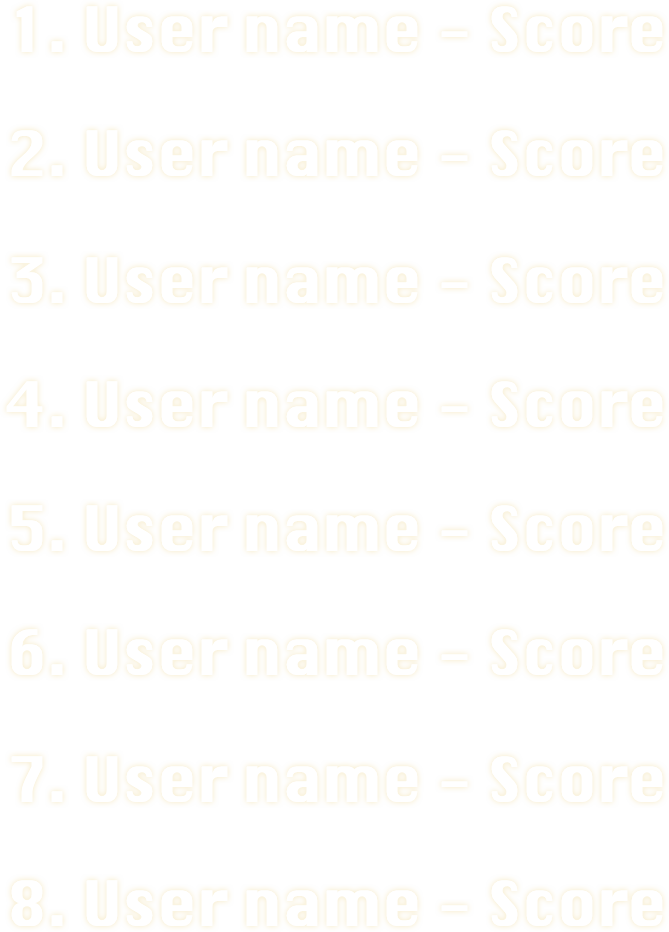 1. User name - Score
2. User name - Score
3. User name - Score
4. User name - Score
5. User name - Score
6. User name - Score
7. User name - Score
8. User name - Score